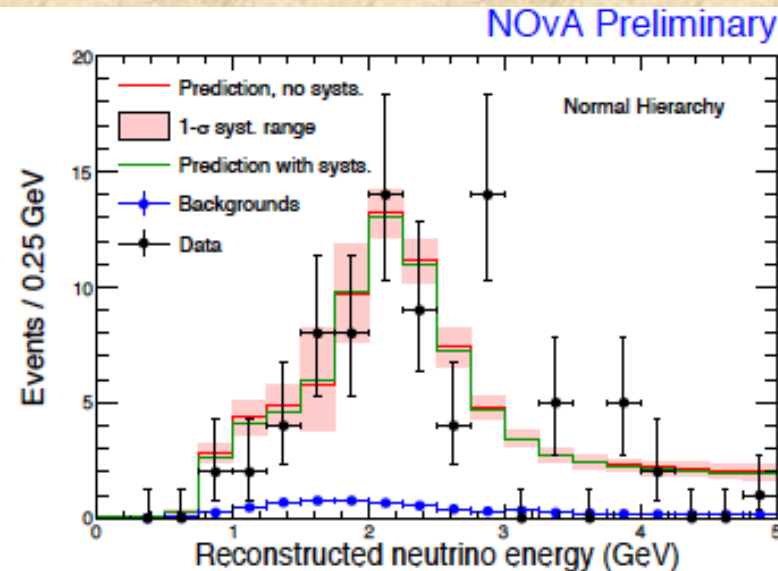 NOvA Preliminary
20
15
10
5
0
Prediction, no systs.
1-σ syst. range
Prediction with systs.
Backgrounds
Data
Normal Hierarchy
Events / 0.25 GeV
0 1 2 3 4 5
Reconstructed neutrino energy (GeV)